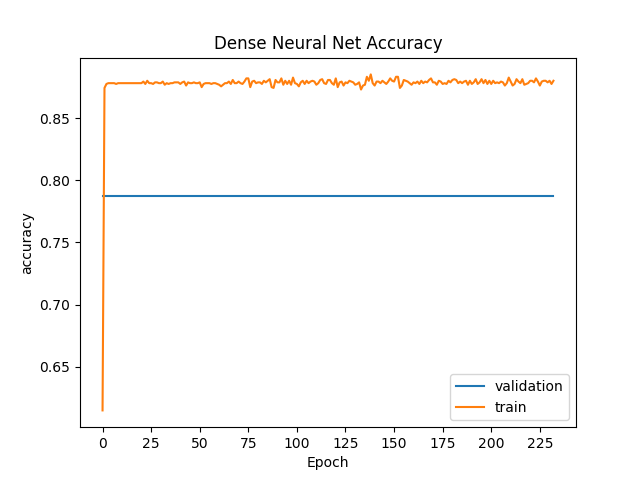 Dense Neural Net Accuracy
accuracy
0.85
0.80
0.75
0.70
0.65
0 25 50 75 100 125 150 175 200 225
Epoch
validation
train